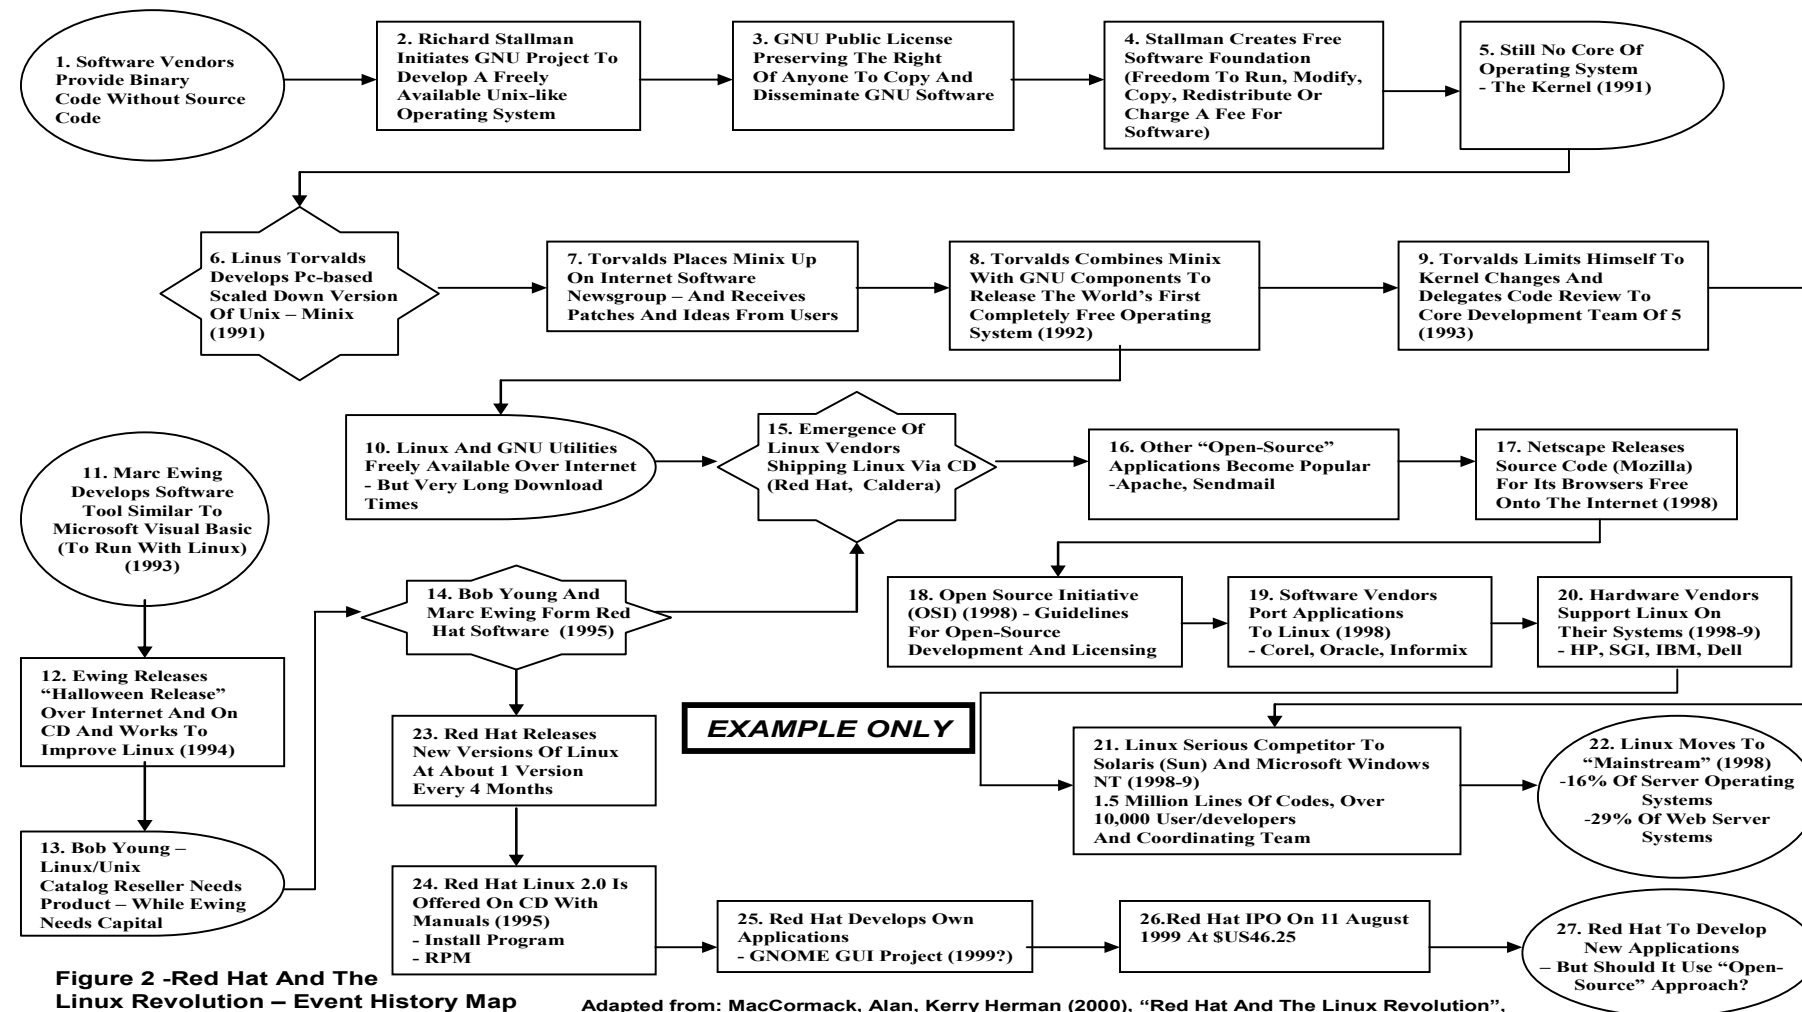 1. Software Vendors
Provide Binary
Code Without Source
Code
2. Richard Stallman
Initiates GNU Project To
Develop A Freely
Available Unix-like
Operating System
3. GNU Public License
Preserving The Right
Of Anyone To Copy And
Disseminate GNU Software
4. Stallman Creates Free
Software Foundation
(Freedom To Run, Modify,
Copy, Redistribute Or
Charge A Fee For
Software)
5. Still No Core Of
Operating System
- The Kernel (1991)
6. Linus Torvalds
Develops Pc-based
Scaled Down Version
Of Unix – Minix
(1991)
7. Torvalds Places Minix Up
On Internet Software
Newsgroup – And Receives
Patches And Ideas From Users
8. Torvalds Combines Minix
With GNU Components To
Release The World's First
Completely Free Operating
System (1992)
9. Torvalds Limits Himself To
Kernel Changes And
Delegates Code Review To
Core Development Team Of 5
(1993)
10. Linux And GNU Utilities
Freely Available Over Internet
- But Very Long Download
Times
11. Marc Ewing
Develops Software
Tool Similar To
Microsoft Visual Basic
(To Run With Linux)
(1993)
12. Ewing Releases
“Halloween Release”
Over Internet And On
CD And Works To
Improve Linux (1994)
13. Bob Young –
Linux/Unix
Catalog Reseller Needs
Product – While Ewing
Needs Capital
14. Bob Young And
Marc Ewing Form Red
Hat Software (1995)
15. Emergence Of
Linux Vendors
Shipping Linux Via CD
(Red Hat, Caldera)
16. Other “Open-Source”
Applications Become Popular
-Apache, Sendmail
17. Netscape Releases
Source Code (Mozilla)
For Its Browsers Free
Onto The Internet (1998)
18. Open Source Initiative
(OSI) (1998) - Guidelines
For Open-Source
Development And Licensing
19. Software Vendors
Port Applications
To Linux (1998)
- Corel, Oracle, Informix
20. Hardware Vendors
Support Linux On
Their Systems (1998-9)
- HP, SGI, IBM, Dell
EXAMPLE ONLY
21. Linux Serious Competitor To
Solaris (Sun) And Microsoft Windows
NT (1998-9)
1.5 Million Lines Of Codes, Over
10,000 User/developers
And Coordinating Team
22. Linux Moves To
“Mainstream” (1998)
-16% Of Server Operating
Systems
-29% Of Web Server
Systems
23. Red Hat Releases
New Versions Of Linux
At About 1 Version
Every 4 Months
24. Red Hat Linux 2.0 Is
Offered On CD With
Manuals (1995)
- Install Program
- RPM
25. Red Hat Develops Own
Applications
- GNOME GUI Project (1999?)
26.Red Hat IPO On 11 August
1999 At $US46.25
27. Red Hat To Develop
New Applications
– But Should It Use “Open-
Source” Approach?
Figure 2 -Red Hat And The
Linux Revolution – Event History Map
Adapted from: MacCormack, Alan, Kerry Herman (2000), “Red Hat And The Linux Revolution”,